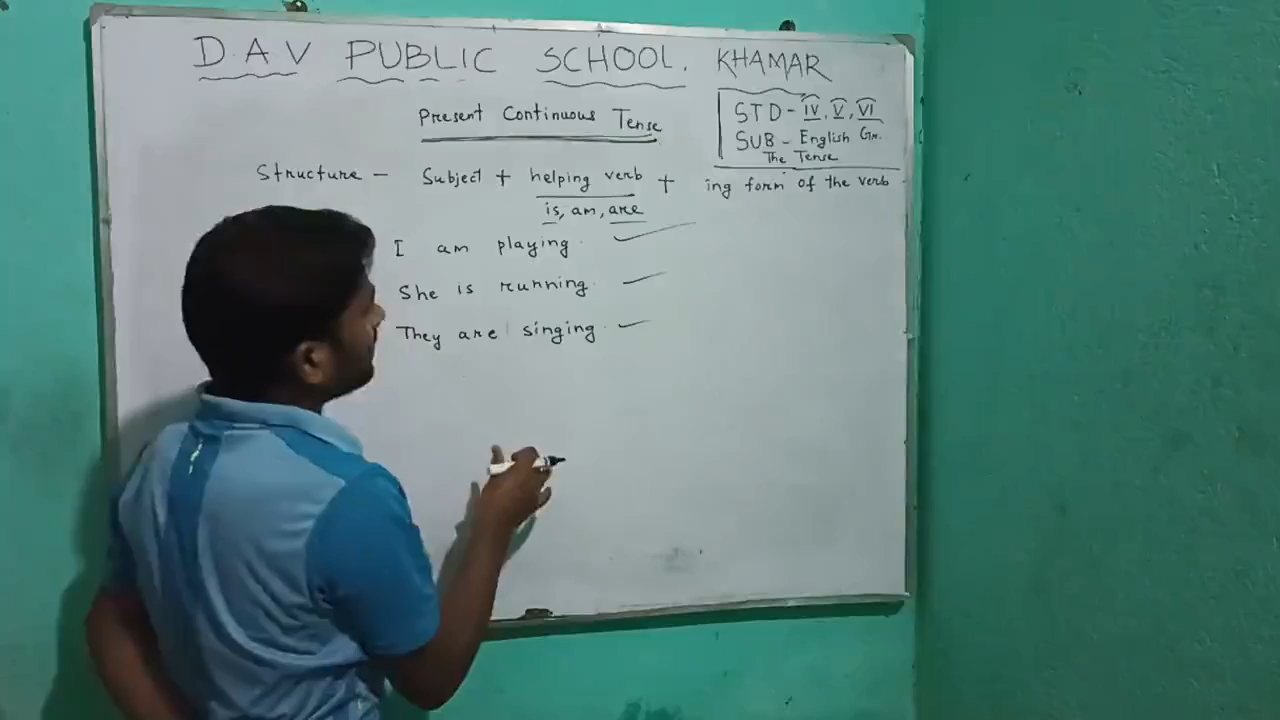 D.A.V PUBLIC SCHOOL. KHAMAR
Present Continuous Tense
STD - IV, V, VI
SUB - English Gr.
The Tense
Structure - Subject + helping verb + ing form of the verb
is, am, are
I am playing.
She is running.
They are singing.